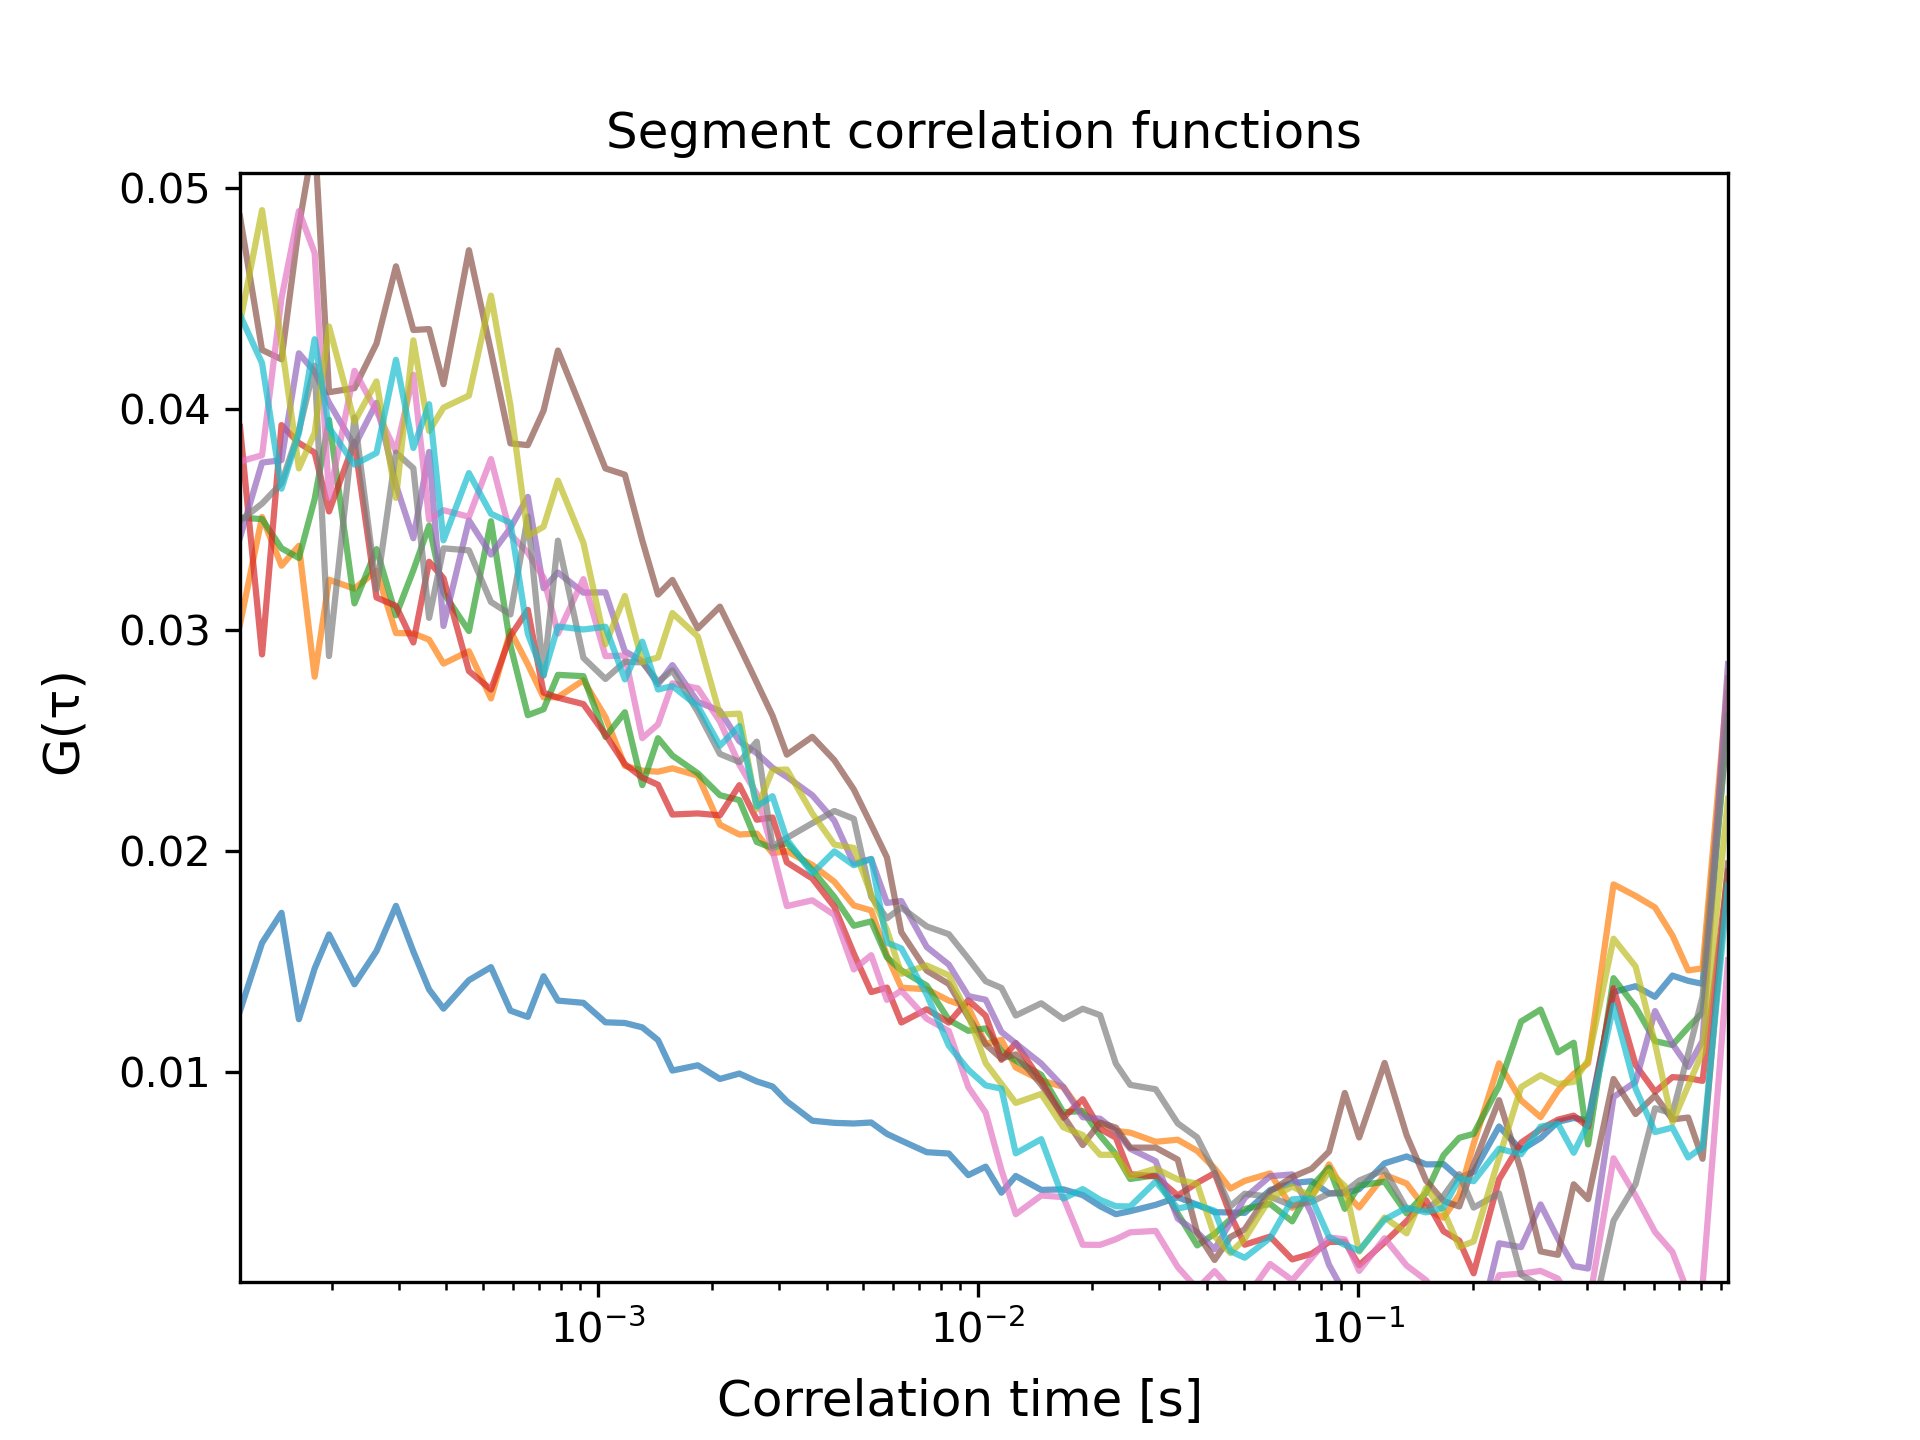 Segment correlation functions
0.05
0.04
0.03
0.02
0.01
G(τ)
10⁻³ 10⁻² 10⁻¹
Correlation time [s]